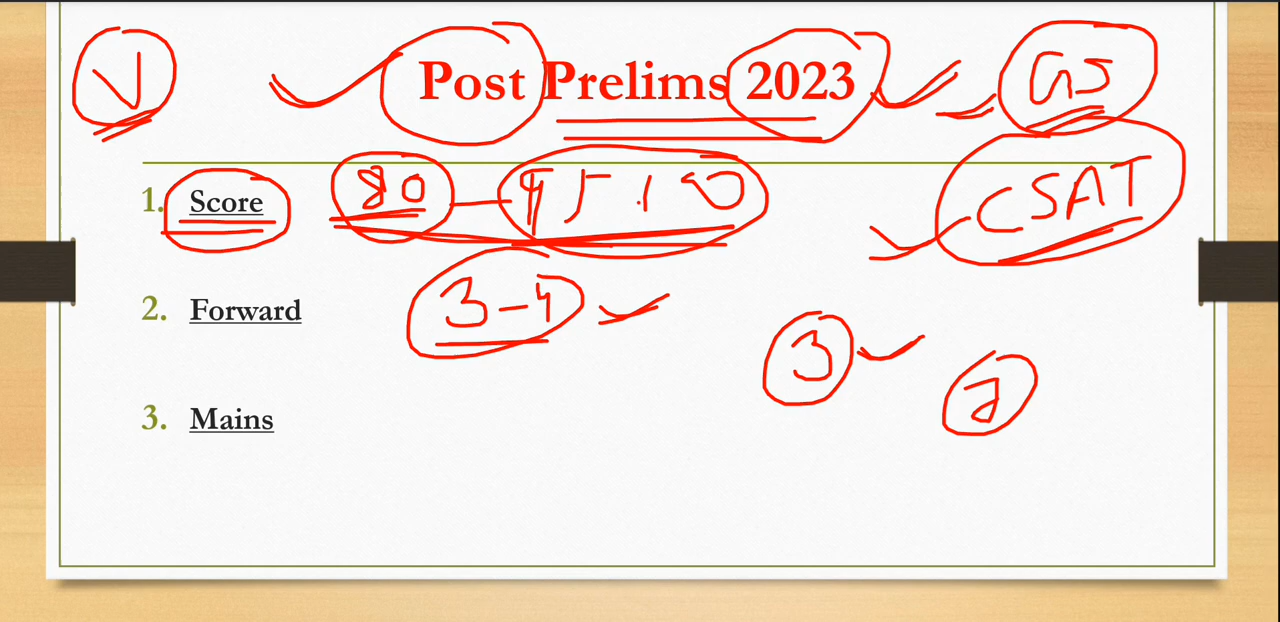 Post Prelims 2023 GS
1. Score 80 - 95 / 100
CSAT
2. Forward 3-4
3
2
3. Mains